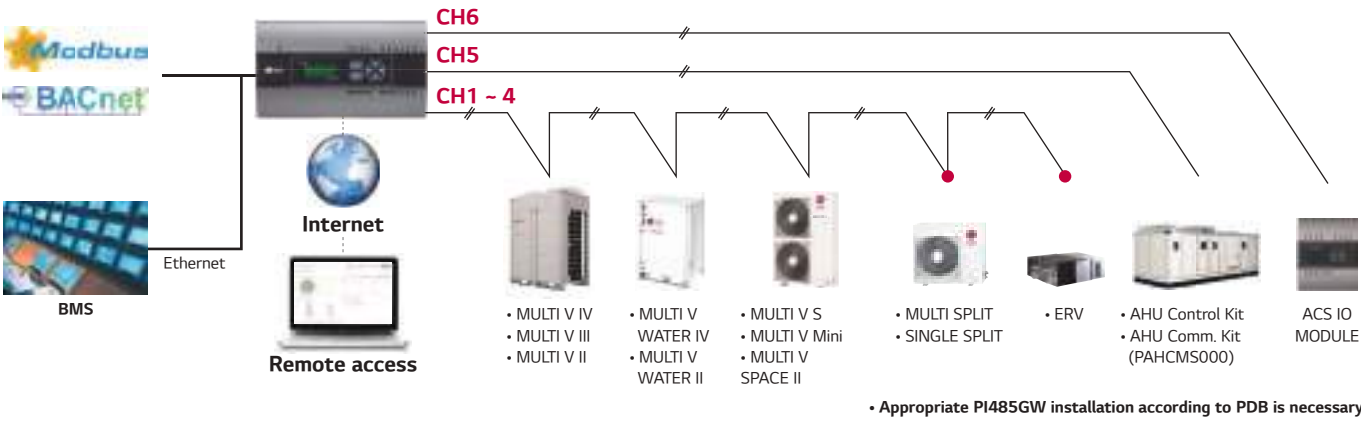 Modbus
BACnet
BMS
Ethernet
Internet
Remote access
CH6
CH5
CH1 ~ 4
• MULTI V IV
• MULTI V III
• MULTI V II
• MULTI V
WATER IV
• MULTI V
WATER II
• MULTI V S
• MULTI V Mini
• MULTI V
SPACE II
• MULTI SPLIT
• SINGLE SPLIT
• ERV
• AHU Control Kit
• AHU Comm. Kit
(PAHCMS000)
ACS IO
MODULE
• Appropriate PI485GW installation according to PDB is necessary